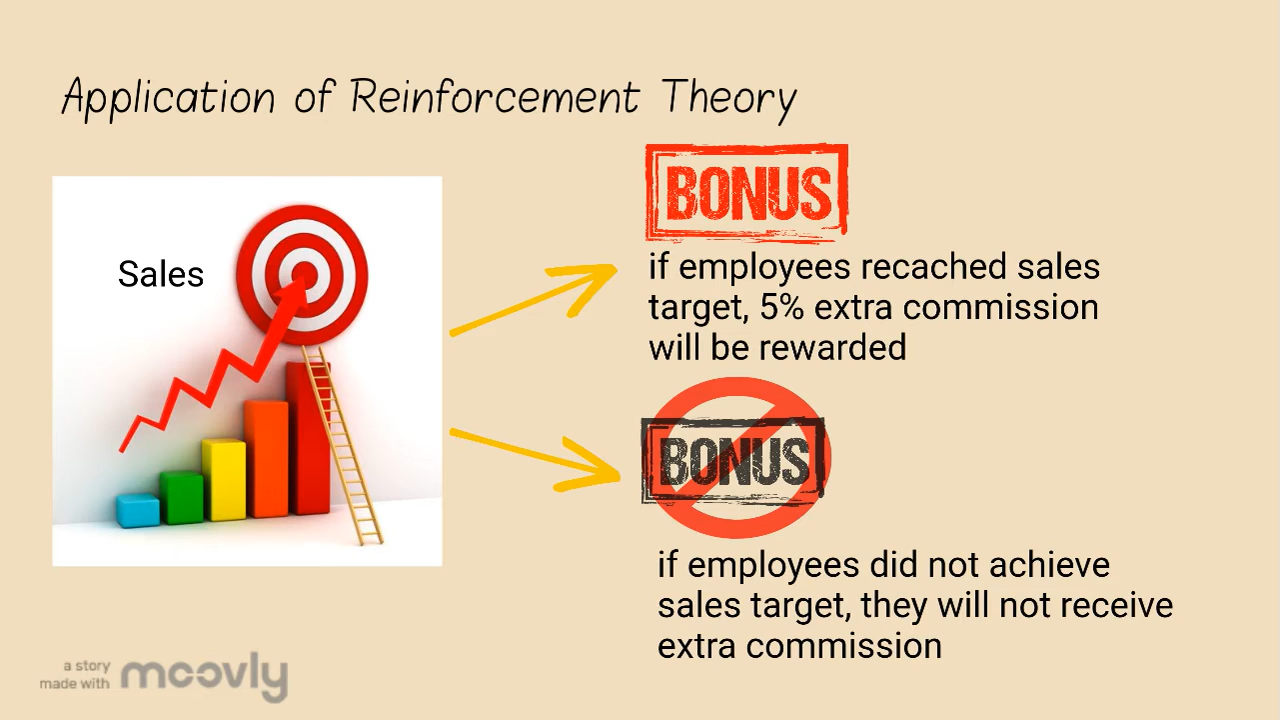 Application of Reinforcement Theory
Sales
BONUS
if employees recached sales
target, 5% extra commission
will be rewarded
BONUS
if employees did not achieve
sales target, they will not receive
extra commission
a story
made with
moovly